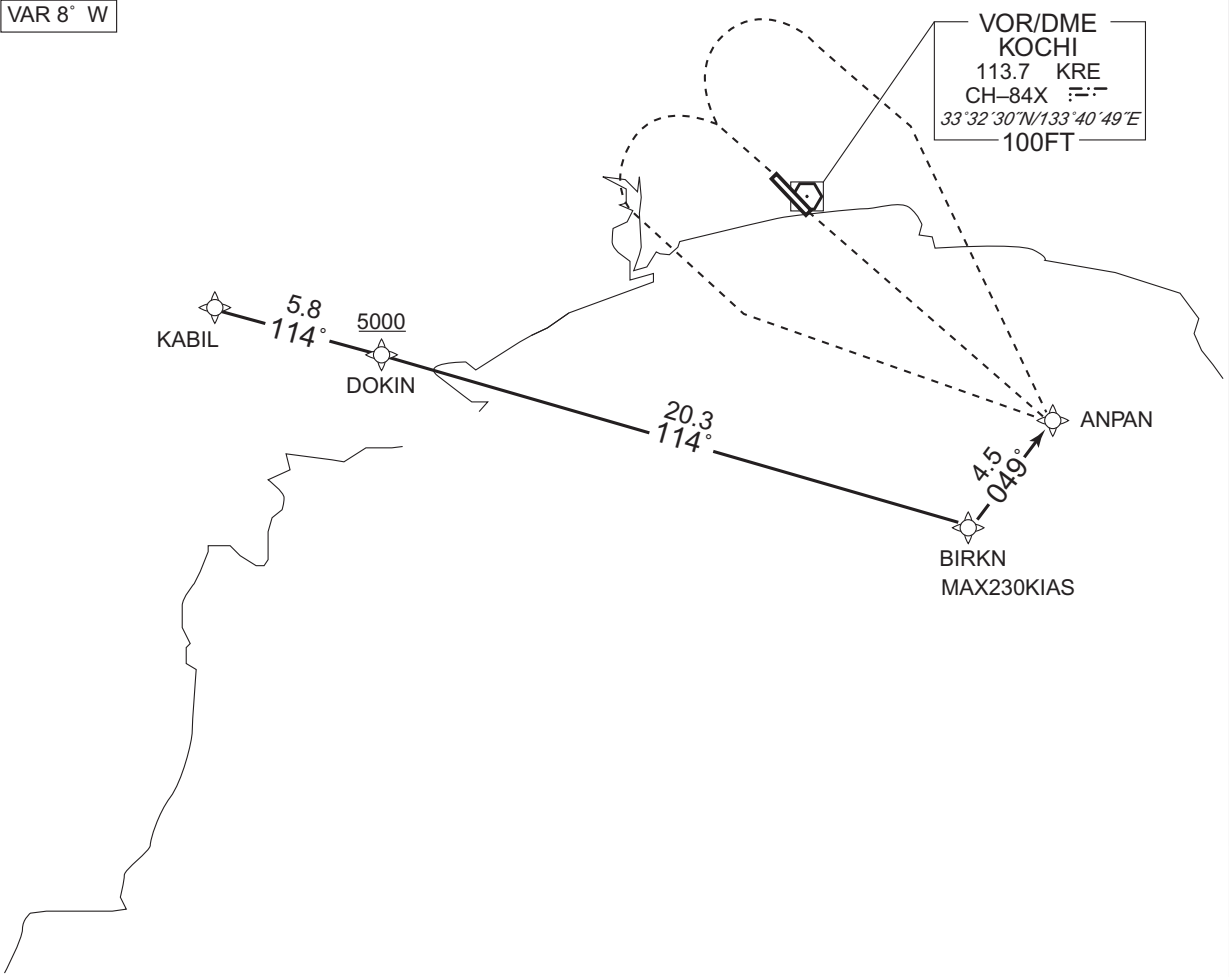 VAR 8° W
VOR/DME
KOCHI
113.7 KRE
CH–84X
33°32′30″N/133°40′49″E
100FT
5.8
114°
5000
KABIL
DOKIN
20.3
114°
ANPAN
4.5
049°
BIRKN
MAX230KIAS